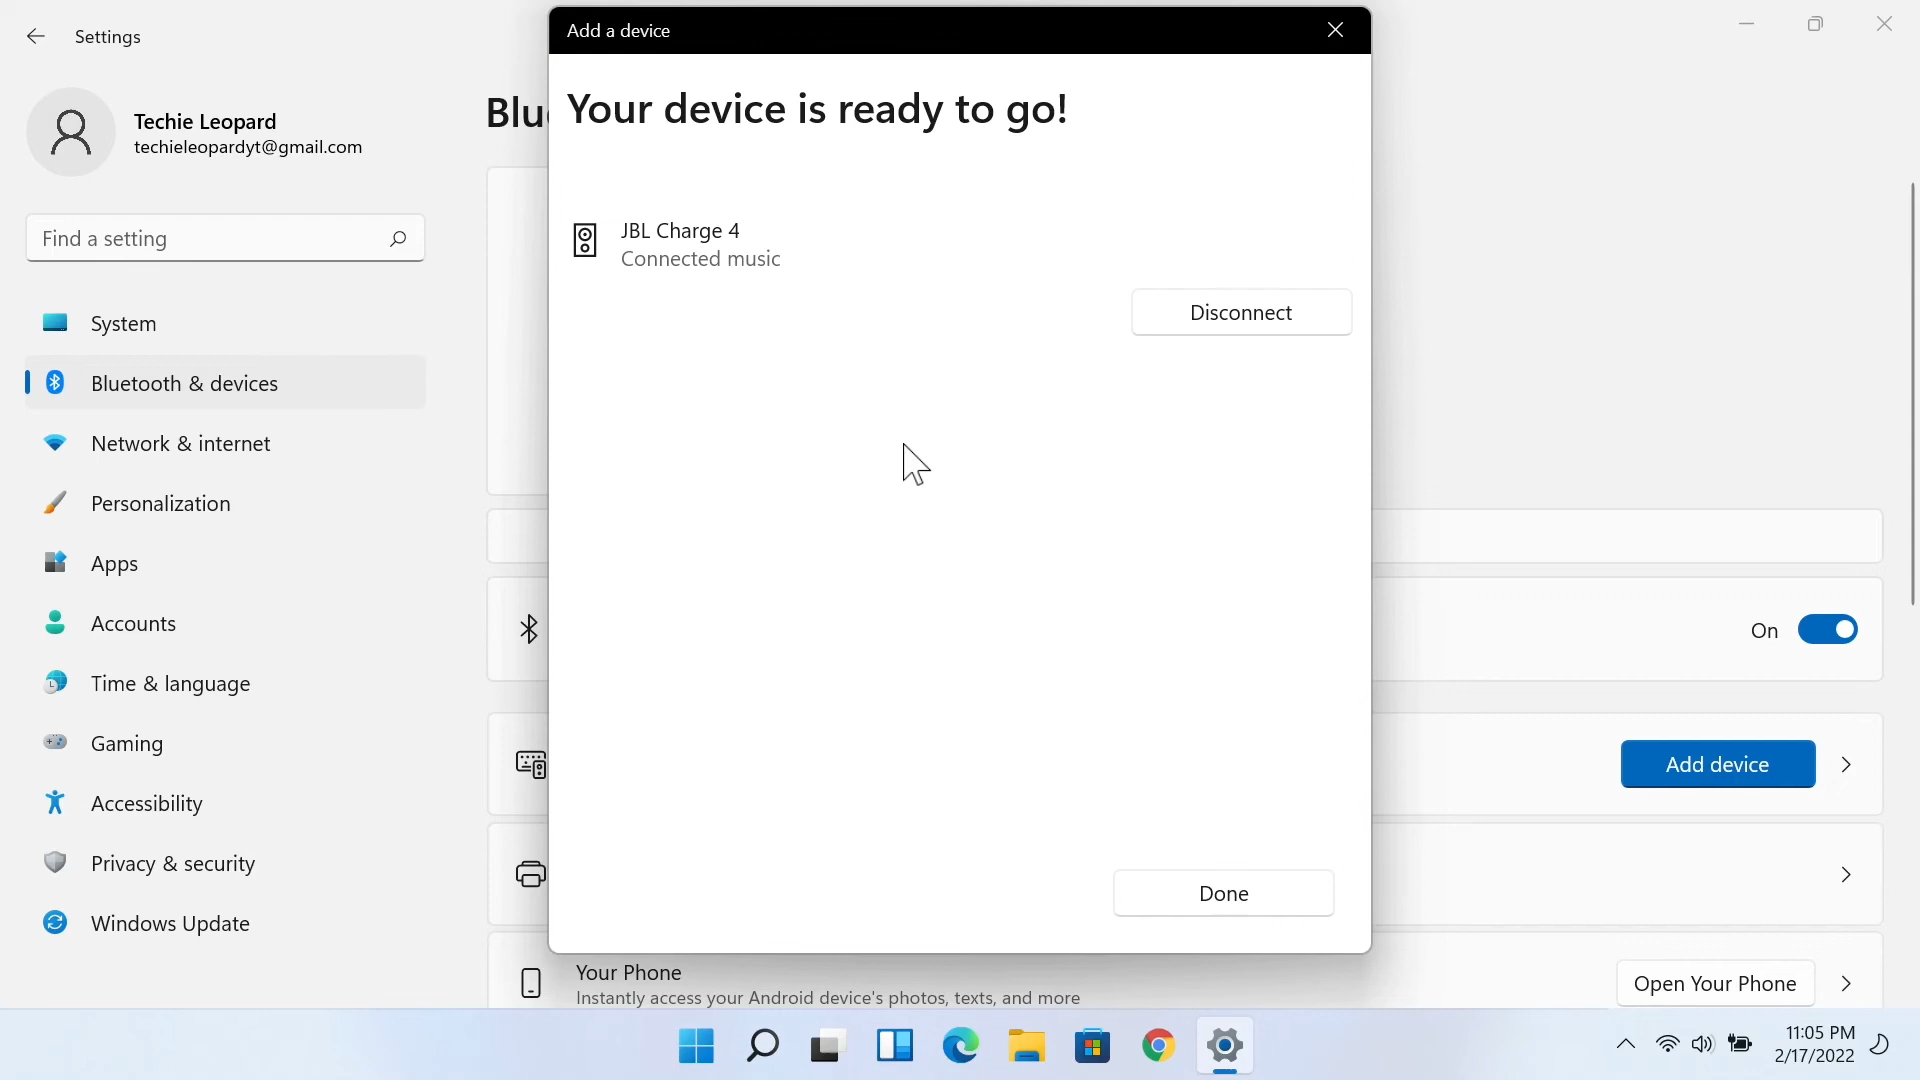 Settings
Techie Leopard
techieleopardyt@gmail.com
Find a setting
System
Bluetooth & devices
Network & internet
Personalization
Apps
Accounts
Time & language
Gaming
Accessibility
Privacy & security
Windows Update
Blu
Add a device
Your device is ready to go!
JBL Charge 4
Connected music
Disconnect
Done
On
Add device
Your Phone
Instantly access your Android device's photos, texts, and more
Open Your Phone
11:05 PM
2/17/2022